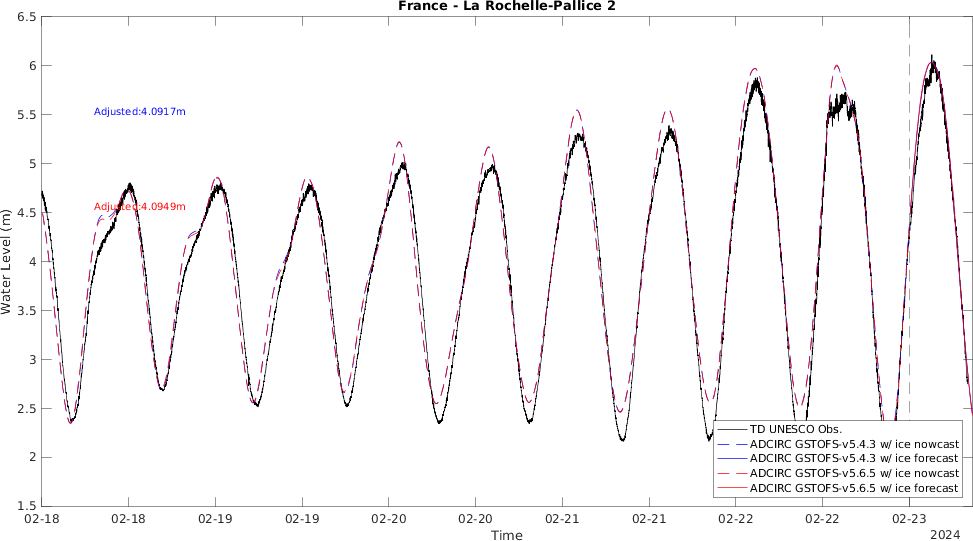 France - La Rochelle-Pallice 2
6.5
6
5.5
5
4.5
4
3.5
3
2.5
2
1.5
Water Level (m)
Adjusted:4.0917m
Adjusted:4.0949m
TD UNESCO Obs.
ADCIRC GSTOFS-v5.4.3 w/ ice nowcast
ADCIRC GSTOFS-v5.4.3 w/ ice forecast
ADCIRC GSTOFS-v5.6.5 w/ ice nowcast
ADCIRC GSTOFS-v5.6.5 w/ ice forecast
02-18 02-18 02-19 02-19 02-20 02-20 02-21 02-21 02-22 02-22 02-23
Time
2024